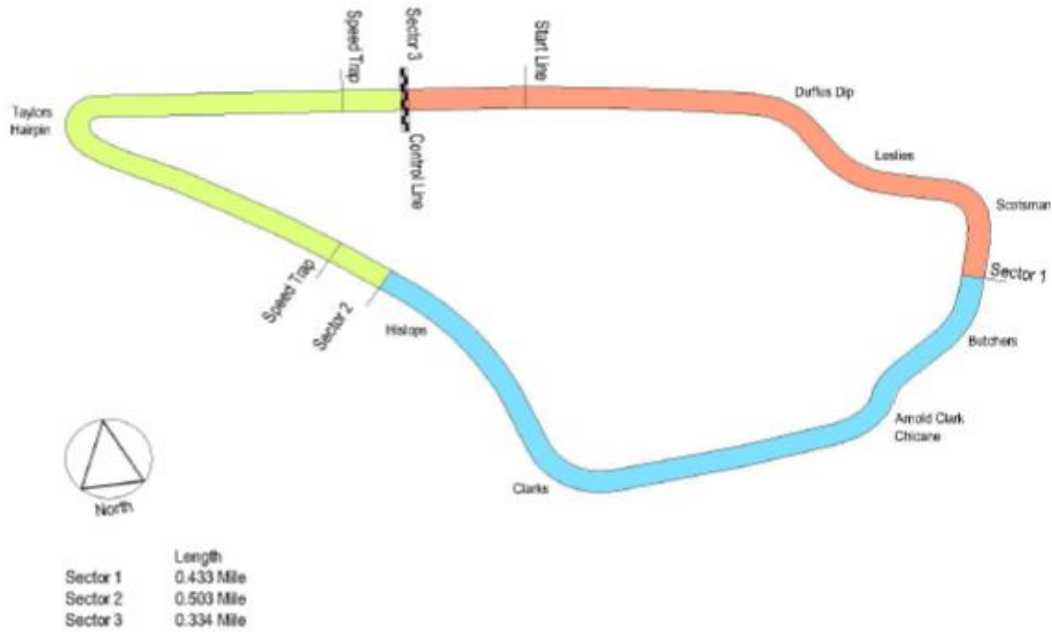 Speed Trap
Sector 3
Start Line
Taylors
Hairpin
Control Line
Duffus Dip
Leslies
Scotsman
Sector 1
Speed Trap
Sector 2
Hislops
Butchers
Arnold Clark
Chicane
Clarks
North
Length
Sector 1 0.433 Mile
Sector 2 0.503 Mile
Sector 3 0.334 Mile